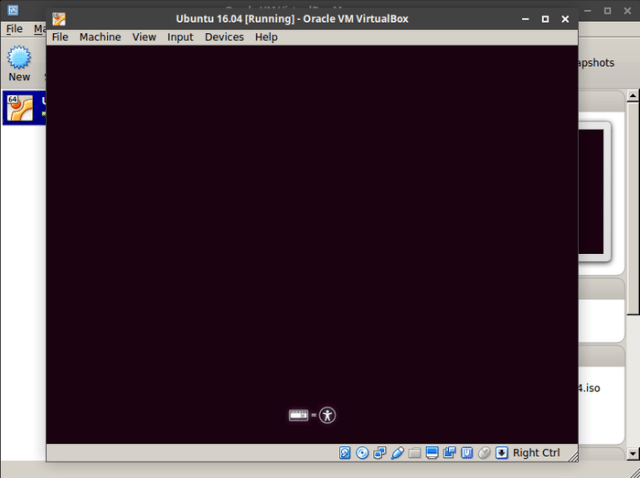 Ubuntu 16.04 [Running] - Oracle VM VirtualBox
File Machine View Input Devices Help
File
New
apshots
64
4.iso
Right Ctrl